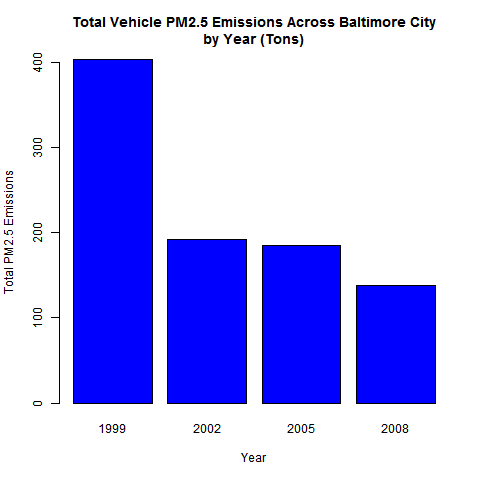 Total Vehicle PM2.5 Emissions Across Baltimore City
by Year (Tons)
Total PM2.5 Emissions
400
300
200
100
0
1999 2002 2005 2008
Year